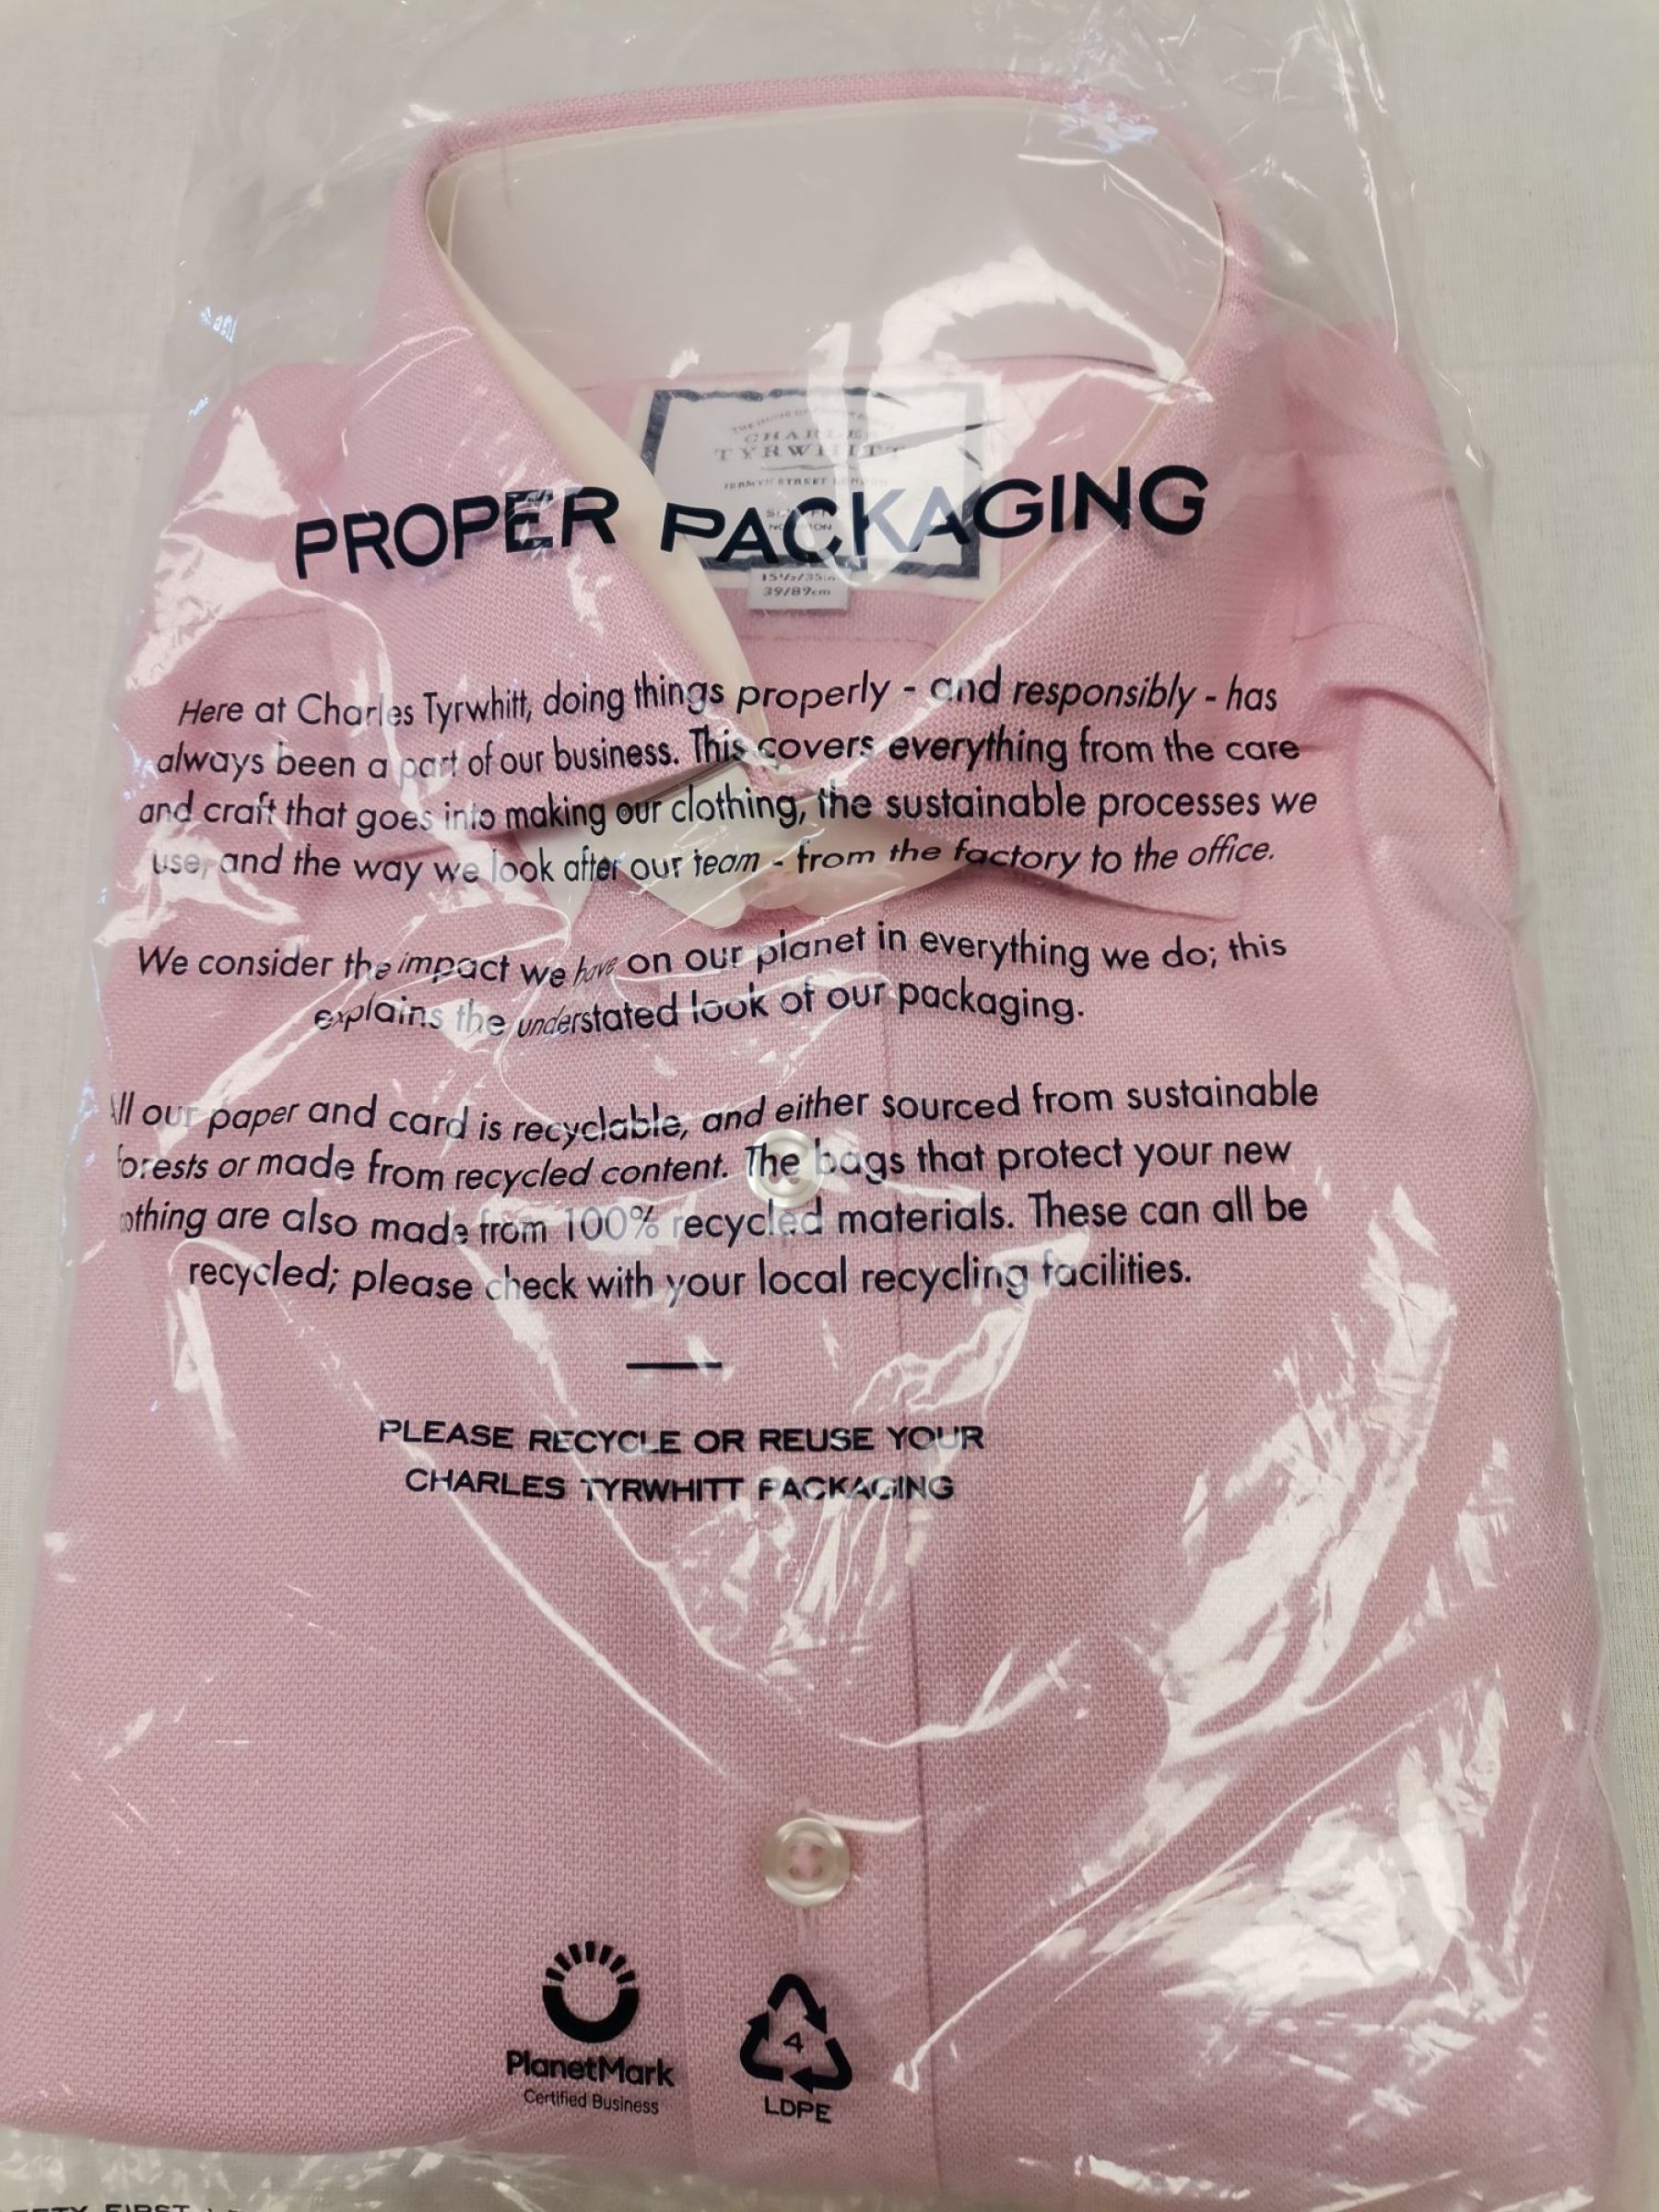 CHARLES
TYRWHITT
JERMYN STREET LONDON
15½/35in
39/89cm
PROPER PACKAGING
Here at Charles Tyrwhitt, doing things properly - and responsibly - has
always been a part of our business. This covers everything from the care
and craft that goes into making our clothing, the sustainable processes we
use, and the way we look after our team - from the factory to the office.
We consider the impact we have on our planet in everything we do; this
explains the understated look of our packaging.
All our paper and card is recyclable, and either sourced from sustainable
forests or made from recycled content. The bags that protect your new
othing are also made from 100% recycled materials. These can all be
recycled; please check with your local recycling facilities.
PLEASE RECYCLE OR REUSE YOUR
CHARLES TYRWHITT PACKAGING
PlanetMark
Certified Business
4
LDPE
FIRST